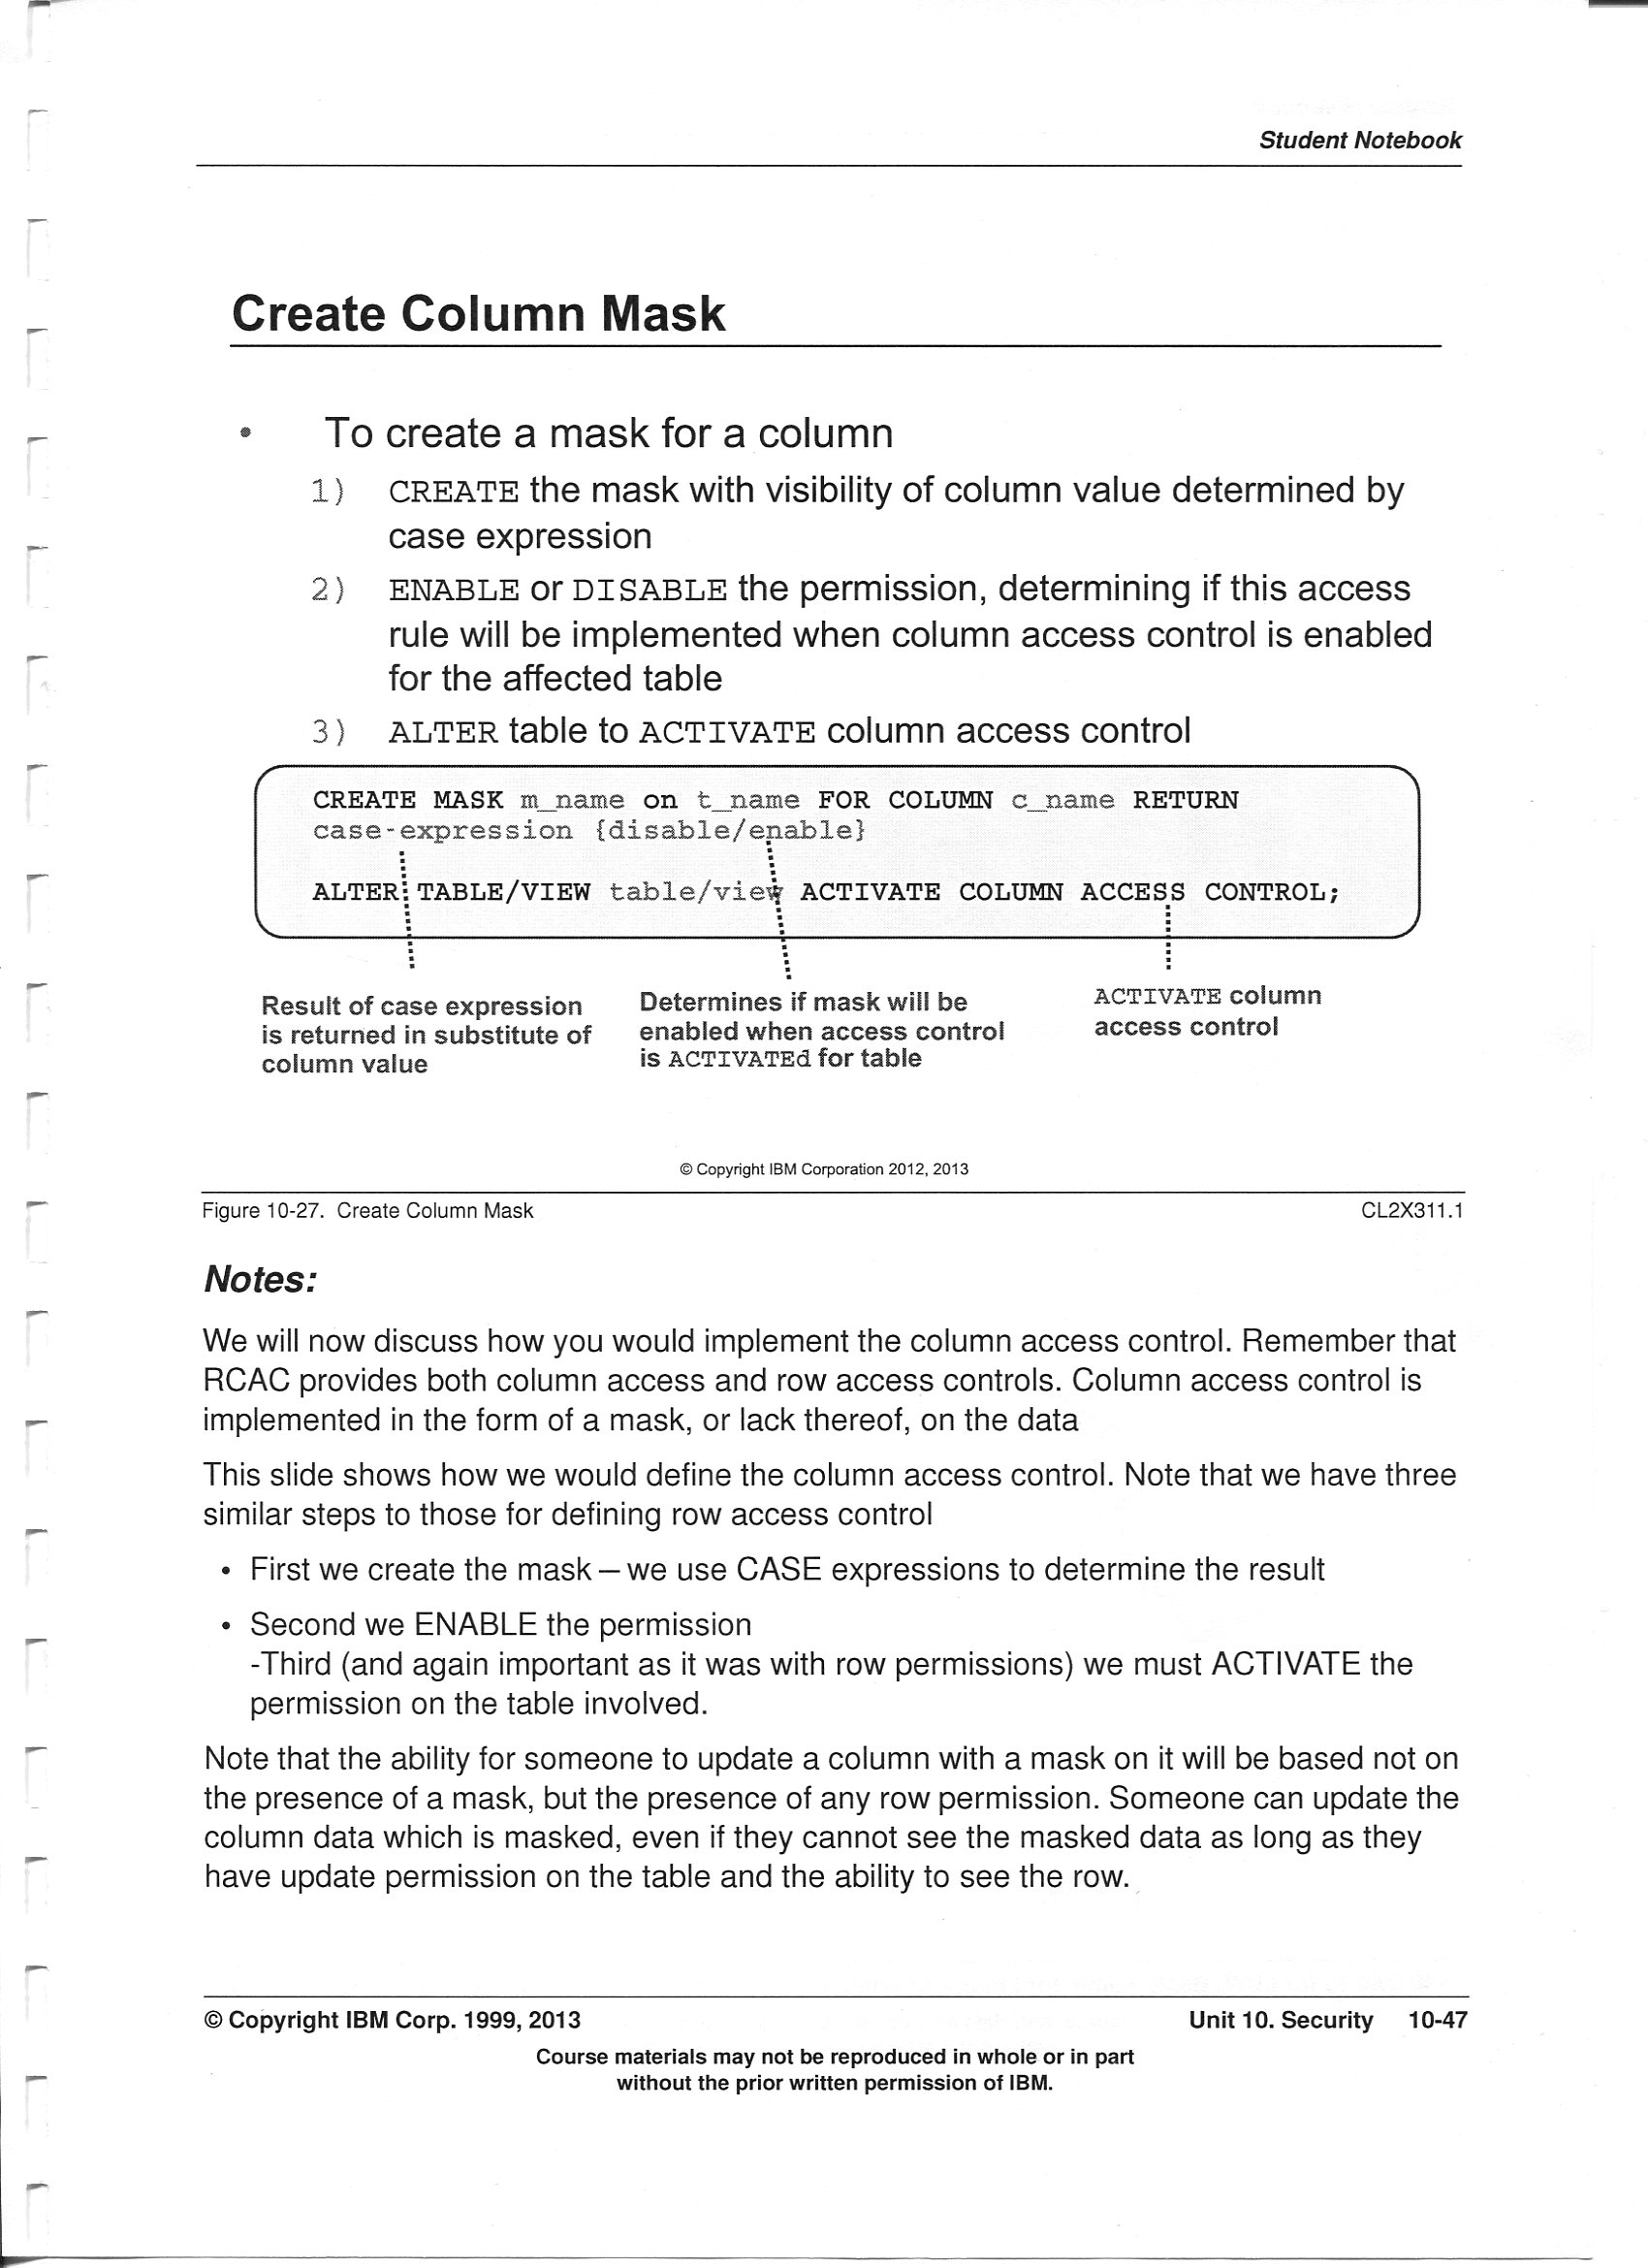 Student Notebook
Create Column Mask
• To create a mask for a column
1) CREATE the mask with visibility of column value determined by
case expression
2) ENABLE or DISABLE the permission, determining if this access
rule will be implemented when column access control is enabled
for the affected table
3) ALTER table to ACTIVATE column access control
CREATE MASK m_name on t_name FOR COLUMN c_name RETURN
case-expression {disable/enable}
ALTER TABLE/VIEW table/view ACTIVATE COLUMN ACCESS CONTROL;
Result of case expression
is returned in substitute of
column value
Determines if mask will be
enabled when access control
is ACTIVATEd for table
ACTIVATE column
access control
© Copyright IBM Corporation 2012, 2013
Figure 10-27. Create Column Mask CL2X311.1
Notes:
We will now discuss how you would implement the column access control. Remember that
RCAC provides both column access and row access controls. Column access control is
implemented in the form of a mask, or lack thereof, on the data
This slide shows how we would define the column access control. Note that we have three
similar steps to those for defining row access control
• First we create the mask – we use CASE expressions to determine the result
• Second we ENABLE the permission
-Third (and again important as it was with row permissions) we must ACTIVATE the
permission on the table involved.
Note that the ability for someone to update a column with a mask on it will be based not on
the presence of a mask, but the presence of any row permission. Someone can update the
column data which is masked, even if they cannot see the masked data as long as they
have update permission on the table and the ability to see the row.
© Copyright IBM Corp. 1999, 2013 Unit 10. Security 10-47
Course materials may not be reproduced in whole or in part
without the prior written permission of IBM.